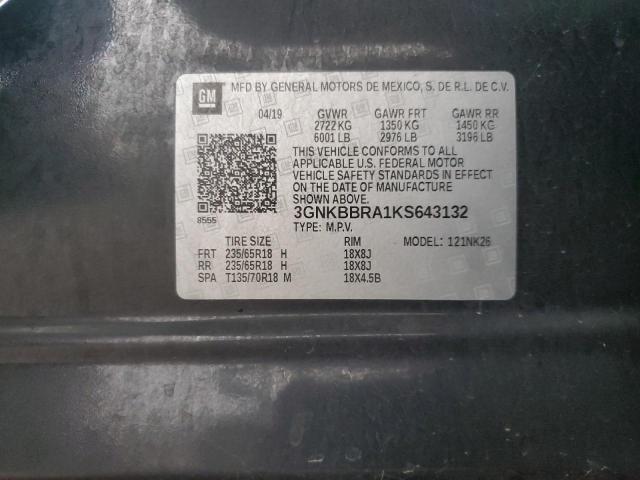 GM
MFD BY GENERAL MOTORS DE MEXICO, S. DE R.L. DE C.V.
04/19 GVWR GAWR FRT GAWR RR
2722 KG 1350 KG 1450 KG
6001 LB 2976 LB 3196 LB
THIS VEHICLE CONFORMS TO ALL
APPLICABLE U.S. FEDERAL MOTOR
VEHICLE SAFETY STANDARDS IN EFFECT
ON THE DATE OF MANUFACTURE
SHOWN ABOVE.
8555 3GNKBBRA1KS643132
TYPE: M.P.V.
TIRE SIZE RIM MODEL: 121NK26
FRT 235/65R18 H 18X8J
RR 235/65R18 H 18X8J
SPA T135/70R18 M 18X4.5B